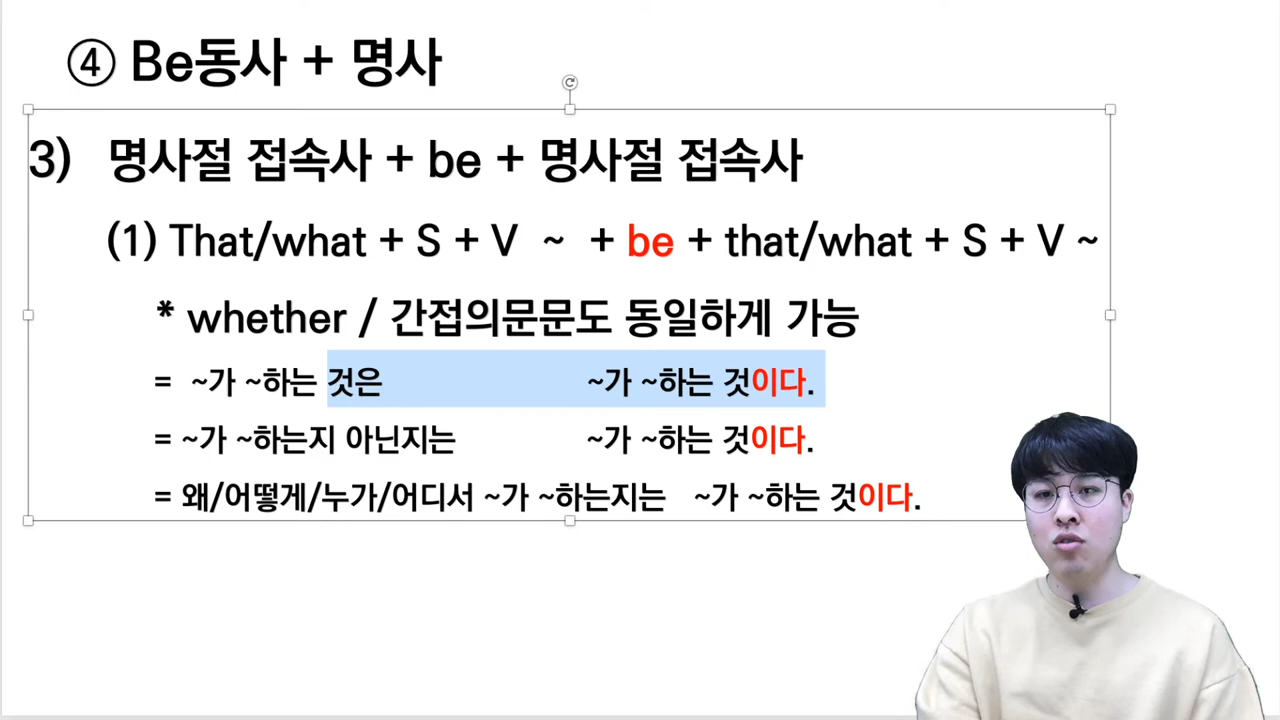 ④ Be동사 + 명사
3) 명사절 접속사 + be + 명사절 접속사
(1) That/what + S + V ~ + be + that/what + S + V ~
* whether / 간접의문문도 동일하게 가능
= ~가 ~하는 것은 ~가 ~하는 것이다.
= ~가 ~하는지 아닌지는 ~가 ~하는 것이다.
= 왜/어떻게/누가/어디서 ~가 ~하는지는 ~가 ~하는 것이다.